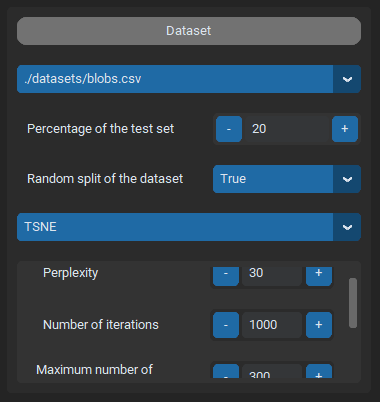 Dataset
./datasets/blobs.csv
Percentage of the test set - 20 +
Random split of the dataset True
TSNE
Perplexity - 30 +
Number of iterations - 1000 +
Maximum number of - 300 +